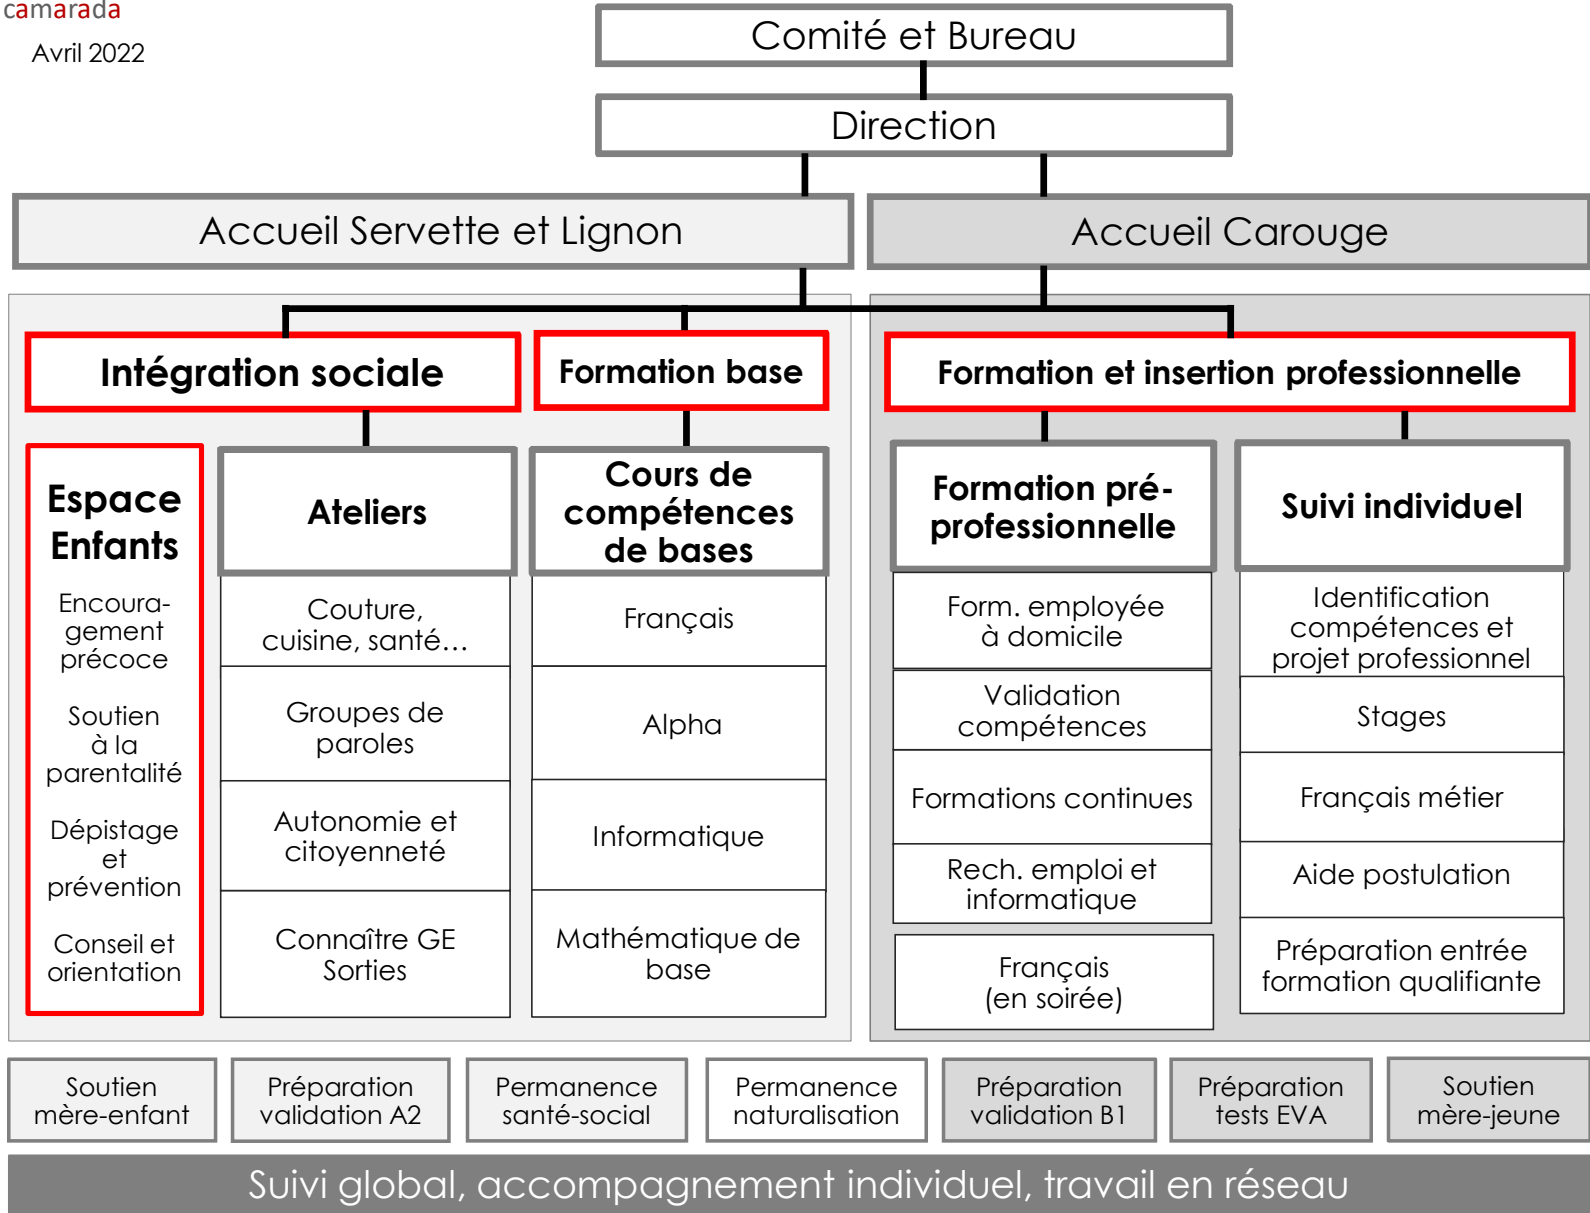 camarada
Avril 2022
Comité et Bureau
Direction
Accueil Servette et Lignon
Accueil Carouge
Intégration sociale
Formation base
Formation et insertion professionnelle
Espace
Enfants
Encoura-
gement
précoce
Soutien
à la
parentalité
Dépistage
et
prévention
Conseil et
orientation
Ateliers
Couture,
cuisine, santé…
Groupes de
paroles
Autonomie et
citoyenneté
Connaître GE
Sorties
Cours de
compétences
de bases
Français
Alpha
Informatique
Mathématique de
base
Formation pré-
professionnelle
Form. employée
à domicile
Validation
compétences
Formations continues
Rech. emploi et
informatique
Français
(en soirée)
Suivi individuel
Identification
compétences et
projet professionnel
Stages
Français métier
Aide postulation
Préparation entrée
formation qualifiante
Soutien
mère-enfant
Préparation
validation A2
Permanence
santé-social
Permanence
naturalisation
Préparation
validation B1
Préparation
tests EVA
Soutien
mère-jeune
Suivi global, accompagnement individuel, travail en réseau